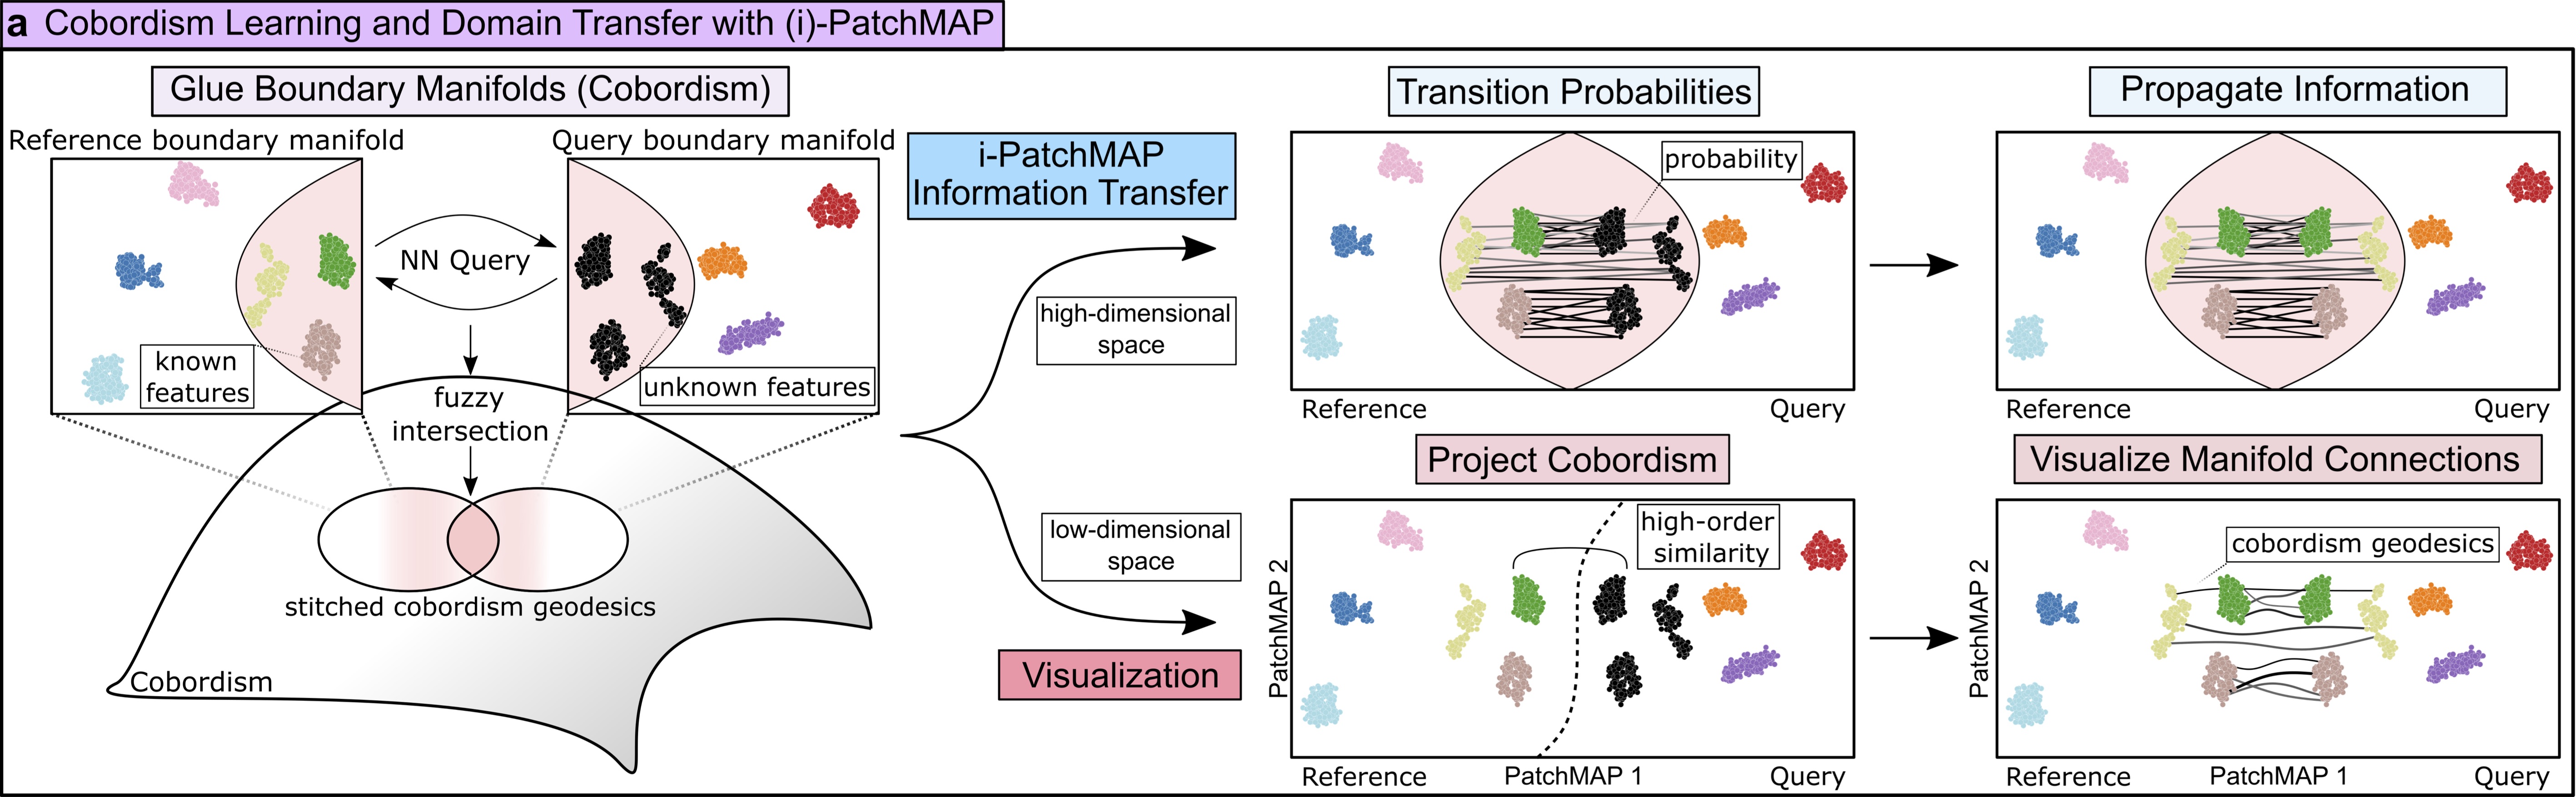 a Cobordism Learning and Domain Transfer with (i)-PatchMAP
Glue Boundary Manifolds (Cobordism)
Reference boundary manifold
Query boundary manifold
NN Query
known
features
unknown features
fuzzy
intersection
stitched cobordism geodesics
Cobordism
i-PatchMAP
Information Transfer
high-dimensional
space
low-dimensional
space
Visualization
Transition Probabilities
probability
Reference
Query
Propagate Information
Reference
Query
Project Cobordism
high-order
similarity
PatchMAP 2
Reference
PatchMAP 1
Query
Visualize Manifold Connections
cobordism geodesics
PatchMAP 2
Reference
PatchMAP 1
Query